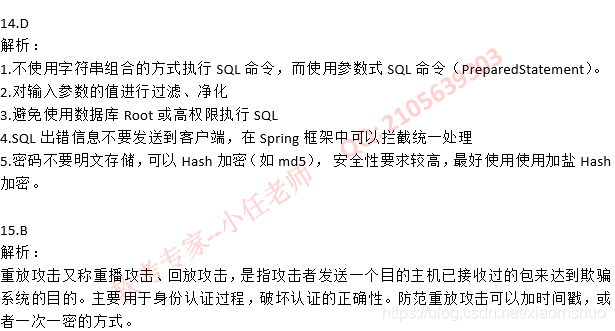 14.D
解析：
1.不使用字符串组合的方式执行 SQL 命令，而使用参数式 SQL 命令（PreparedStatement）。
2.对输入参数的值进行过滤、净化
3.避免使用数据库 Root 或高权限执行 SQL
4.SQL 出错信息不要发送到客户端，在 Spring 框架中可以拦截统一处理
5.密码不要明文存储，可以 Hash 加密（如 md5），安全性要求较高，最好使用使用加盐 Hash
加密。
15.B
解析：
重放攻击又称重播攻击、回放攻击，是指攻击者发送一个目的主机已接收过的包来达到欺骗
系统的目的。主要用于身份认证过程，破坏认证的正确性。防范重放攻击可以加时间戳，或
者一次一密的方式。
软考专家--小任老师 QQ 2105639903
https://blog.csdn.net/xiaornshuo